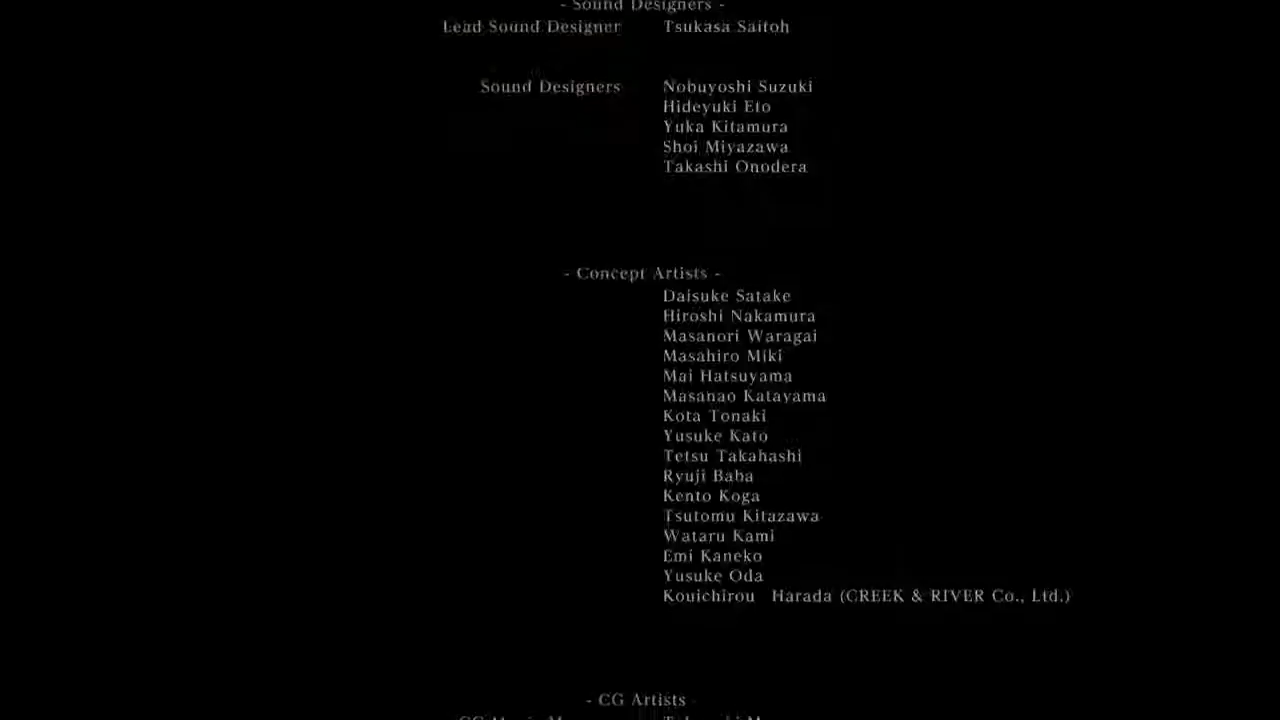 - Sound Designers -
Lead Sound Designer Tsukasa Saitoh
Sound Designers Nobuyoshi Suzuki
Hideyuki Eto
Yuka Kitamura
Shoi Miyazawa
Takashi Onodera
- Concept Artists -
Daisuke Satake
Hiroshi Nakamura
Masanori Waragai
Masahiro Miki
Mai Hatsuyama
Masanao Katayama
Kota Tonaki
Yusuke Kato
Tetsu Takahashi
Ryuji Baba
Kento Koga
Tsutomu Kitazawa
Wataru Kami
Emi Kaneko
Yusuke Oda
Kouichirou Harada (CREEK & RIVER Co., Ltd.)
- CG Artists